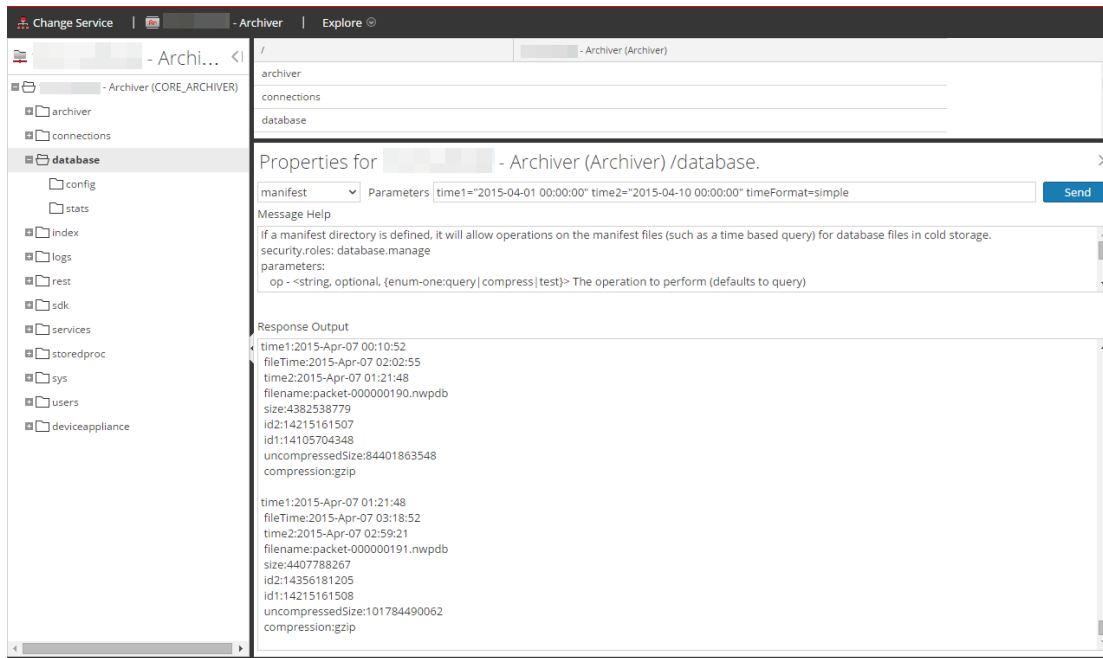 Change Service | Re - Archiver | Explore
- Archi...
- Archiver (CORE_ARCHIVER)
archiver
connections
database
config
stats
index
logs
rest
sdk
services
storedproc
sys
users
deviceappliance
/ - Archiver (Archiver)
archiver
connections
database
Properties for - Archiver (Archiver) /database.
manifest Parameters time1="2015-04-01 00:00:00" time2="2015-04-10 00:00:00" timeFormat=simple Send
Message Help
If a manifest directory is defined, it will allow operations on the manifest files (such as a time based query) for database files in cold storage.
security.roles: database.manage
parameters:
op - <string, optional, {enum-one:query|compress|test}> The operation to perform (defaults to query)
Response Output
time1:2015-Apr-07 00:10:52
fileTime:2015-Apr-07 02:02:55
time2:2015-Apr-07 01:21:48
filename:packet-000000190.nwpdb
size:4382538779
id2:14215161507
id1:14105704348
uncompressedSize:84401863548
compression:gzip
time1:2015-Apr-07 01:21:48
fileTime:2015-Apr-07 03:18:52
time2:2015-Apr-07 02:59:21
filename:packet-000000191.nwpdb
size:4407788267
id2:14356181205
id1:14215161508
uncompressedSize:101784490062
compression:gzip